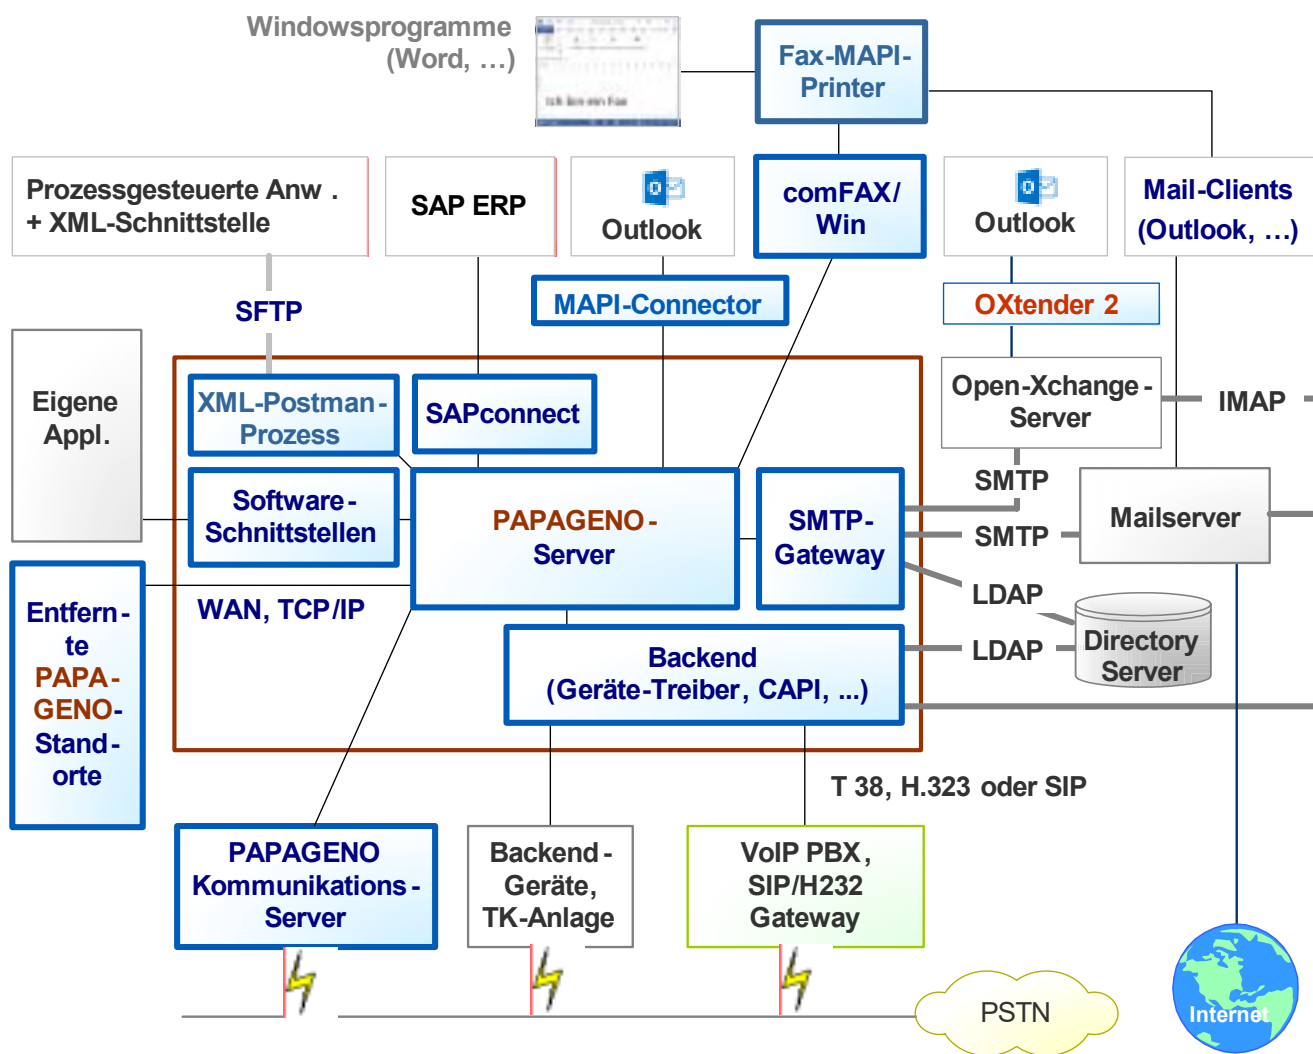 Windowsprogramme
(Word, …)
Ich bin ein Fax
Fax-MAPI-
Printer
Prozessgesteuerte Anw .
+ XML-Schnittstelle
SAP ERP
Outlook
comFAX/
Win
Outlook
Mail-Clients
(Outlook, …)
SFTP
MAPI-Connector
OXtender 2
Eigene
Appl.
XML-Postman-
Prozess
SAPconnect
Open-Xchange-
Server
IMAP
SMTP
Software-
Schnittstellen
PAPAGENO-
Server
SMTP-
Gateway
SMTP
Mailserver
Entfern-
te
PAPA-
GENO-
Stand-
orte
WAN, TCP/IP
LDAP
LDAP
Directory
Server
Backend
(Geräte-Treiber, CAPI, ...)
T 38, H.323 oder SIP
PAPAGENO
Kommunikations-
Server
Backend-
Geräte,
TK-Anlage
VoIP PBX,
SIP/H232
Gateway
PSTN
Internet